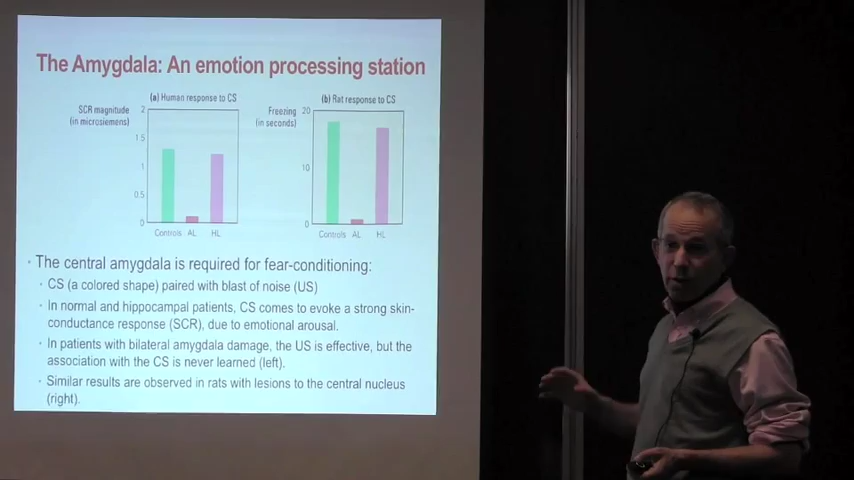 The Amygdala: An emotion processing station
(a) Human response to CS
SCR magnitude
(in microsiemens)
2
1.5
1
0.5
0
Controls AL HL
(b) Rat response to CS
Freezing
(in seconds)
20
10
0
Controls AL HL
• The central amygdala is required for fear-conditioning:
• CS (a colored shape) paired with blast of noise (US)
• In normal and hippocampal patients, CS comes to evoke a strong skin-
conductance response (SCR), due to emotional arousal.
• In patients with bilateral amygdala damage, the US is effective, but the
association with the CS is never learned (left).
• Similar results are observed in rats with lesions to the central nucleus
(right).